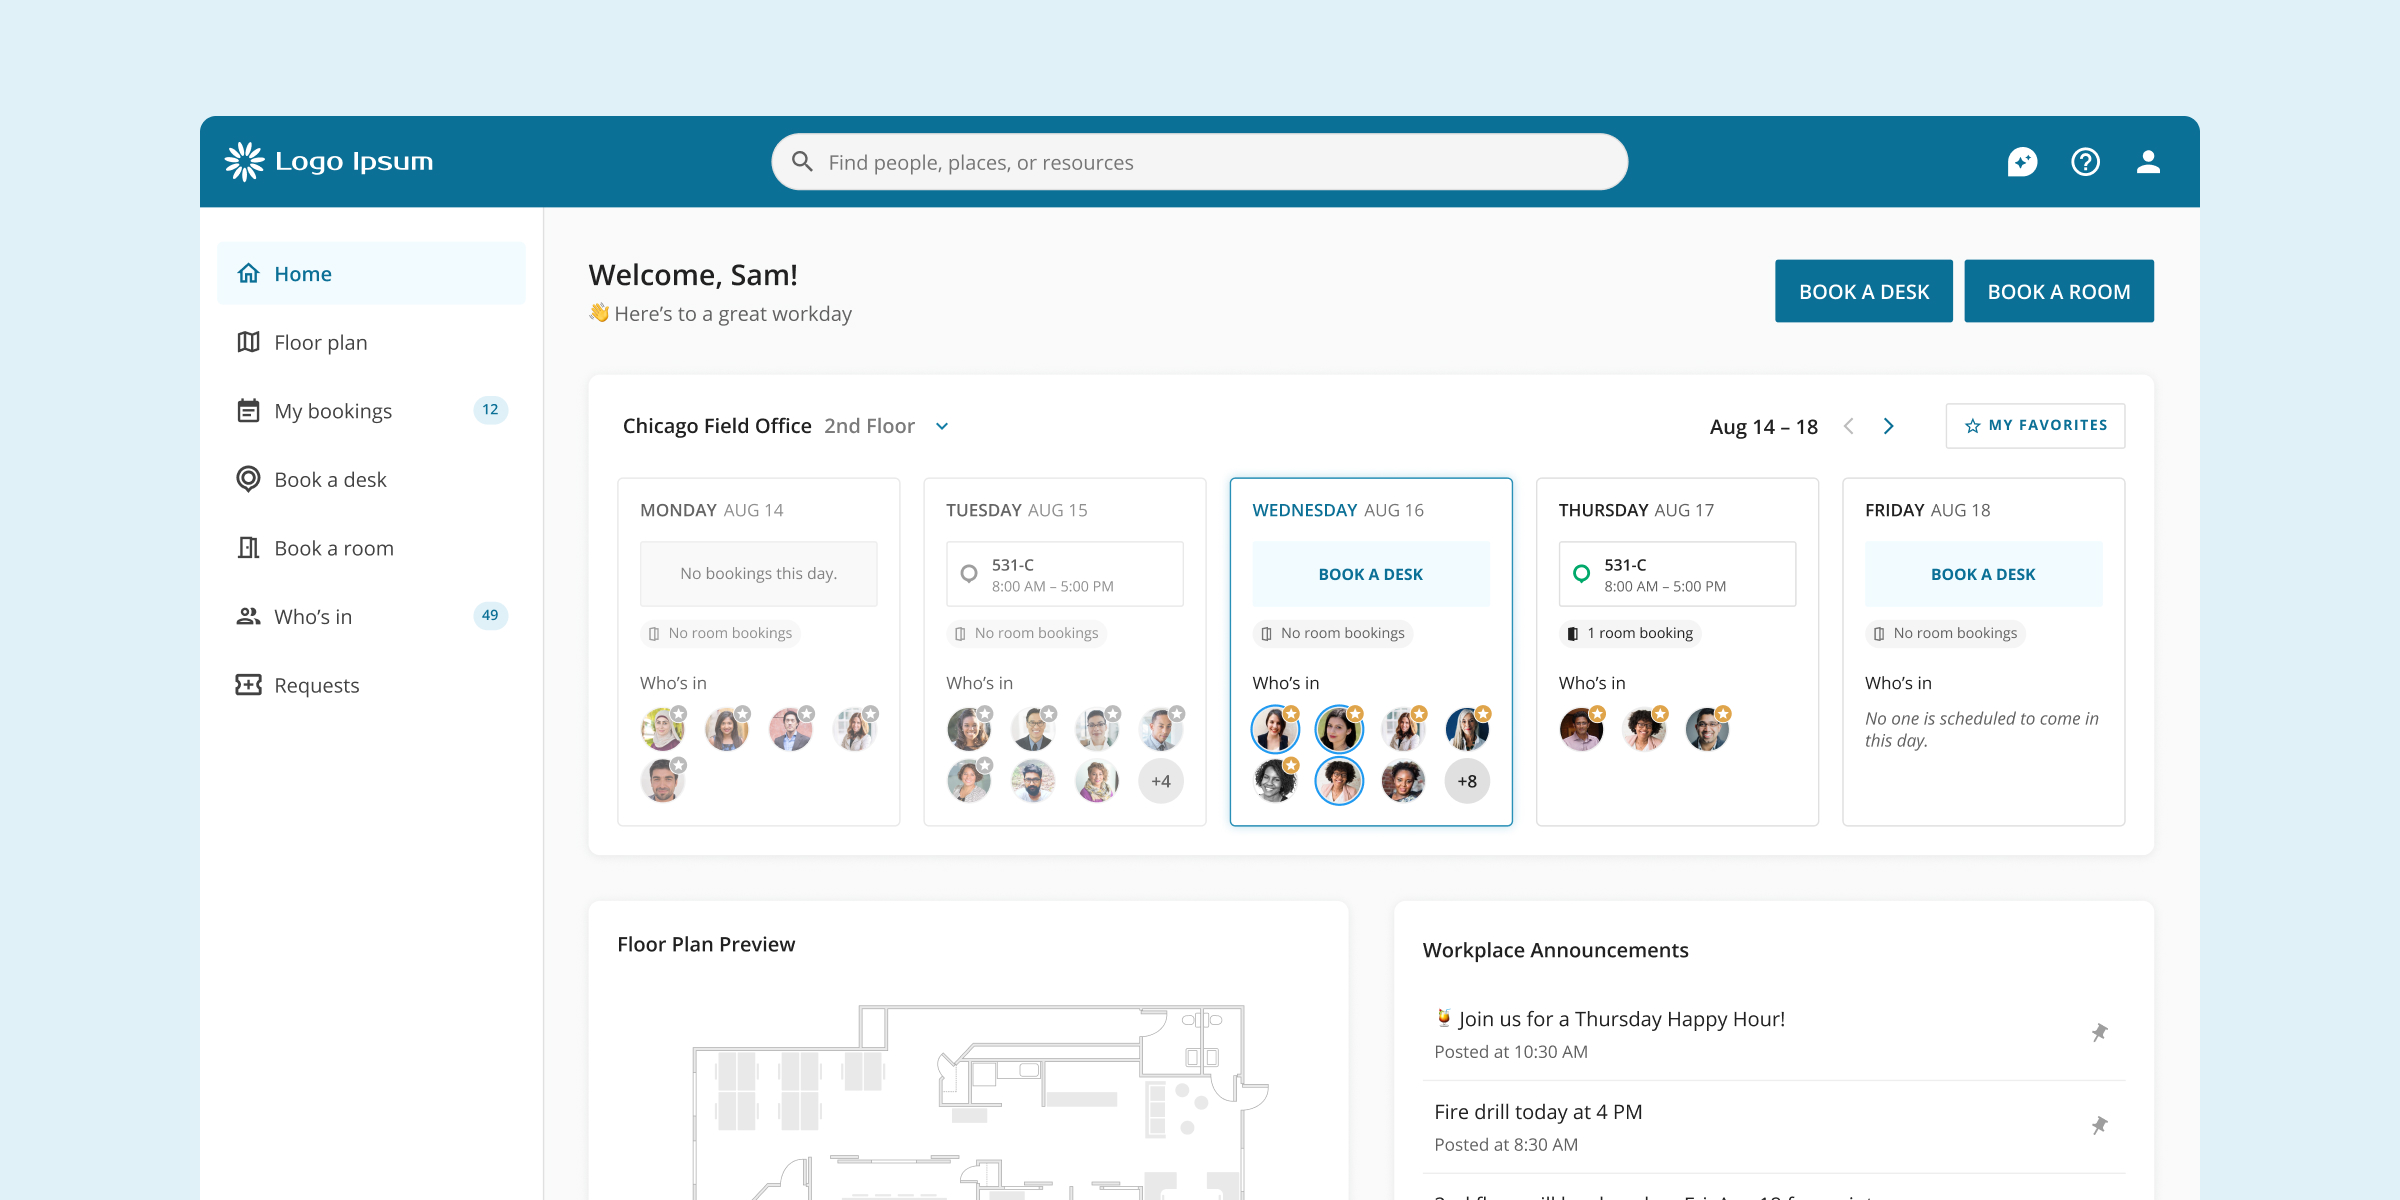 Logo Ipsum
Find people, places, or resources
Home
Floor plan
My bookings 12
Book a desk
Book a room
Who's in 49
Requests
Welcome, Sam!
👋 Here's to a great workday
BOOK A DESK
BOOK A ROOM
Chicago Field Office 2nd Floor
Aug 14 – 18
MY FAVORITES
MONDAY AUG 14
No bookings this day.
No room bookings
Who's in
TUESDAY AUG 15
531-C
8:00 AM – 5:00 PM
No room bookings
Who's in
+4
WEDNESDAY AUG 16
BOOK A DESK
No room bookings
Who's in
+8
THURSDAY AUG 17
531-C
8:00 AM – 5:00 PM
1 room booking
Who's in
FRIDAY AUG 18
BOOK A DESK
No room bookings
Who's in
No one is scheduled to come in
this day.
Floor Plan Preview
Workplace Announcements
🍹 Join us for a Thursday Happy Hour!
Posted at 10:30 AM
Fire drill today at 4 PM
Posted at 8:30 AM